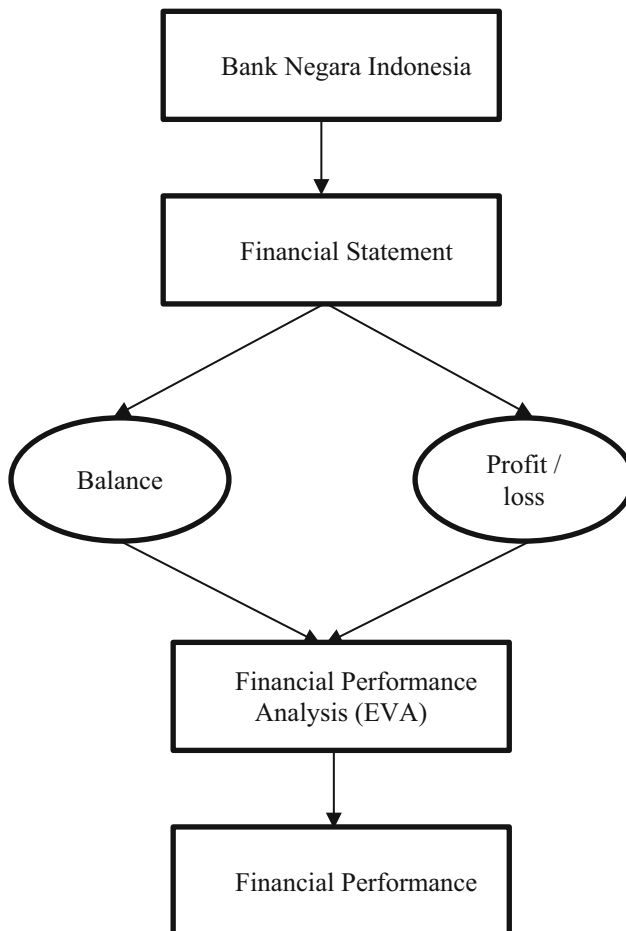 Bank Negara Indonesia
Financial Statement
Balance
Profit /
loss
Financial Performance
Analysis (EVA)
Financial Performance